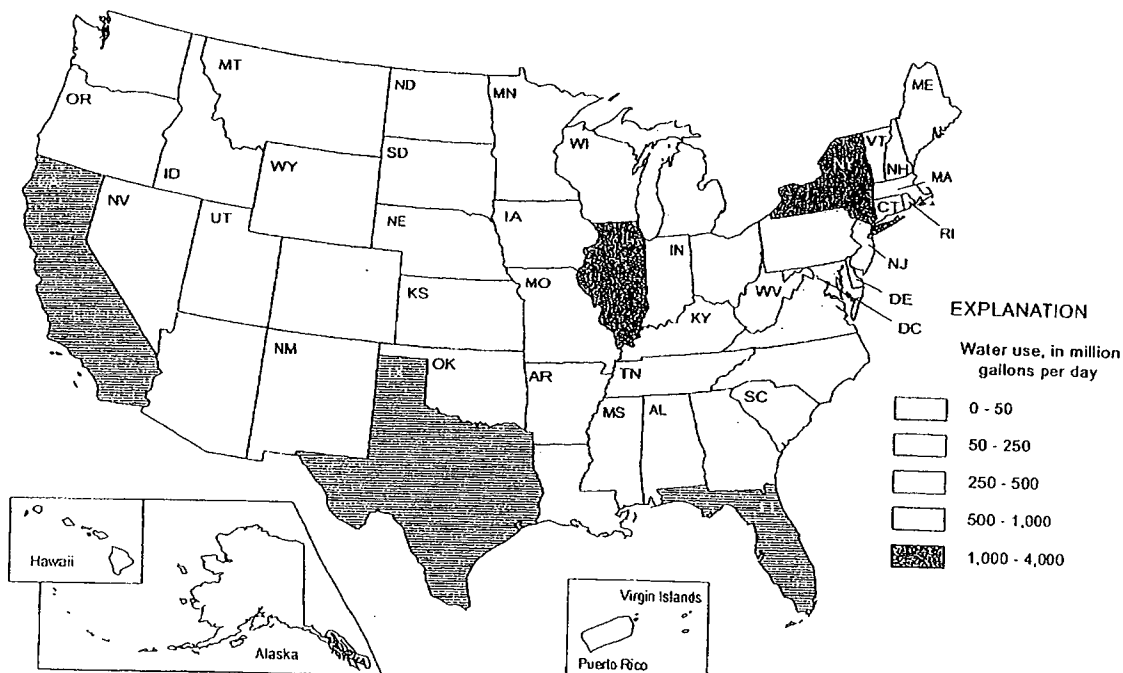 MT
ND
MN
ME
OR
VT
WI
NY
ID
WY
SD
NH
MA
NV
UT
NE
IA
CT
RI
IN
NJ
MO
KS
WV
DE
KY
DC
EXPLANATION
NM
OK
AR
TN
Water use, in million
gallons per day
MS
AL
SC
0 - 50
50 - 250
250 - 500
500 - 1,000
1,000 - 4,000
Hawaii
Alaska
Virgin Islands
Puerto Rico